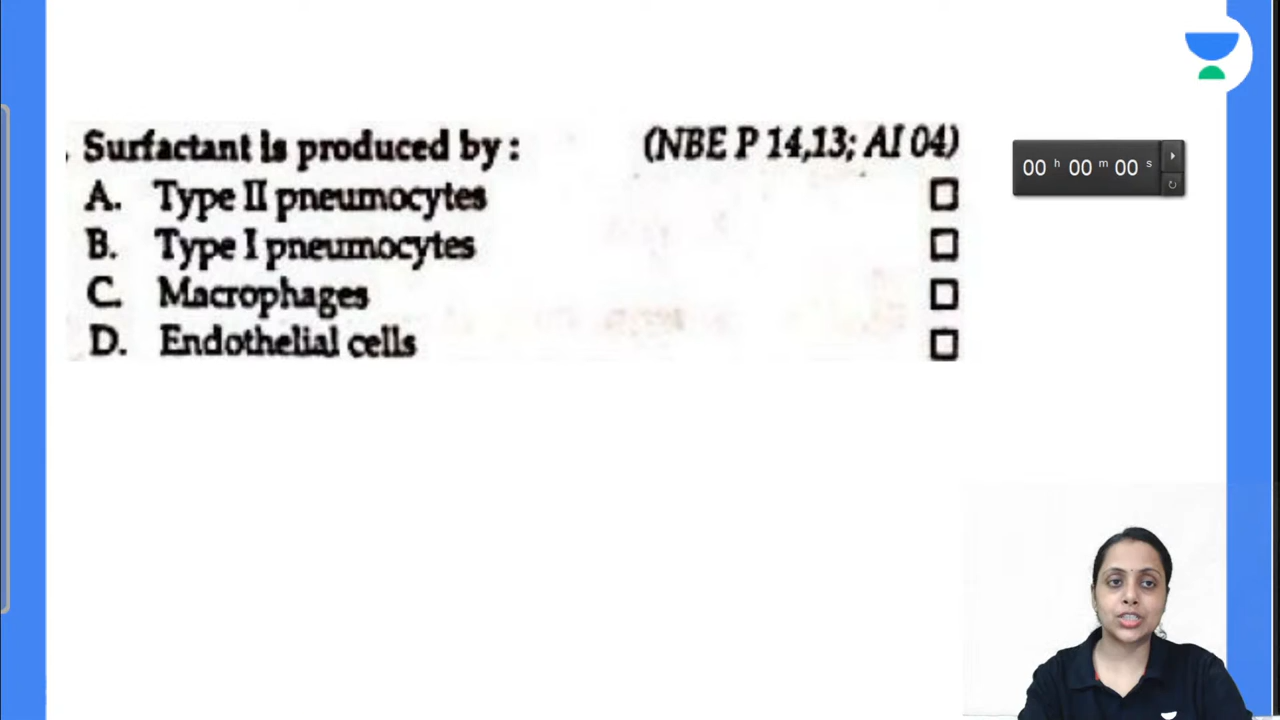 . Surfactant is produced by : (NBE P 14,13; AI 04)
A. Type II pneumocytes
B. Type I pneumocytes
C. Macrophages
D. Endothelial cells
00 h 00 m 00 s